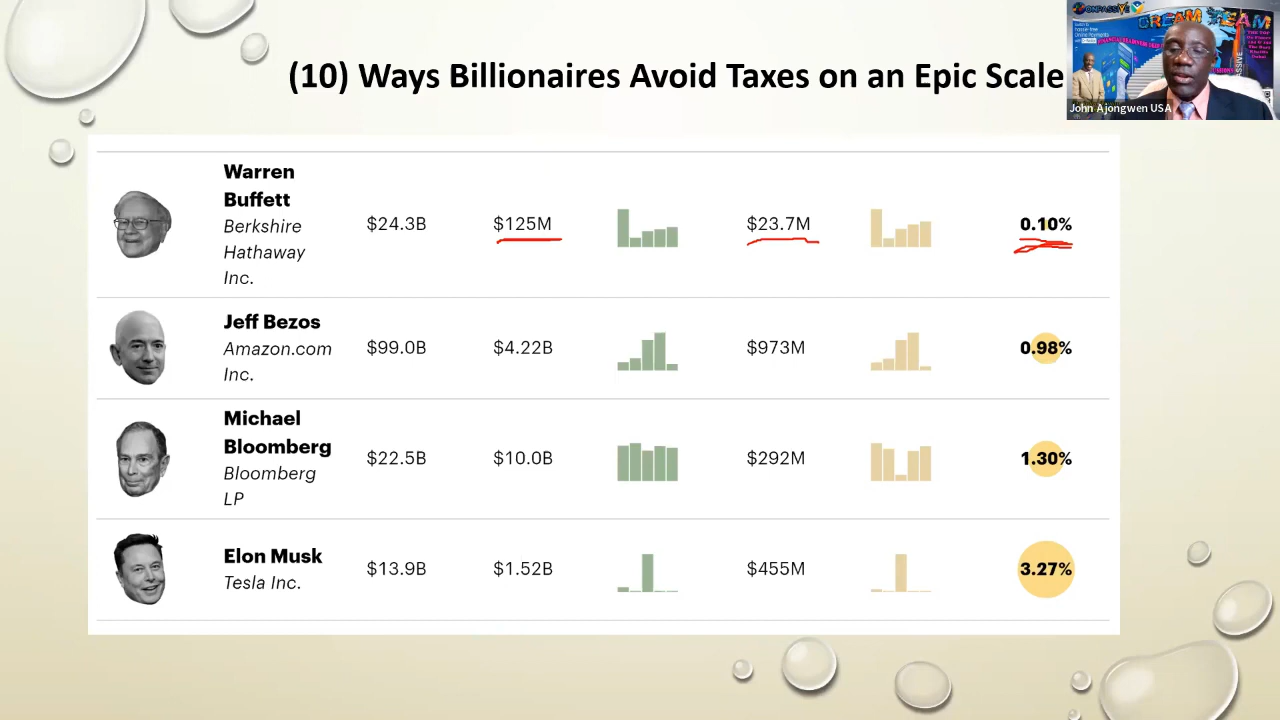 (10) Ways Billionaires Avoid Taxes on an Epic Scale
ONPASSIVE
DREAM TEAM
John Ajongwen USA
Warren
Buffett
Berkshire
Hathaway
Inc.
$24.3B
$125M
$23.7M
0.10%
Jeff Bezos
Amazon.com
Inc.
$99.0B
$4.22B
$973M
0.98%
Michael
Bloomberg
Bloomberg
LP
$22.5B
$10.0B
$292M
1.30%
Elon Musk
Tesla Inc.
$13.9B
$1.52B
$455M
3.27%